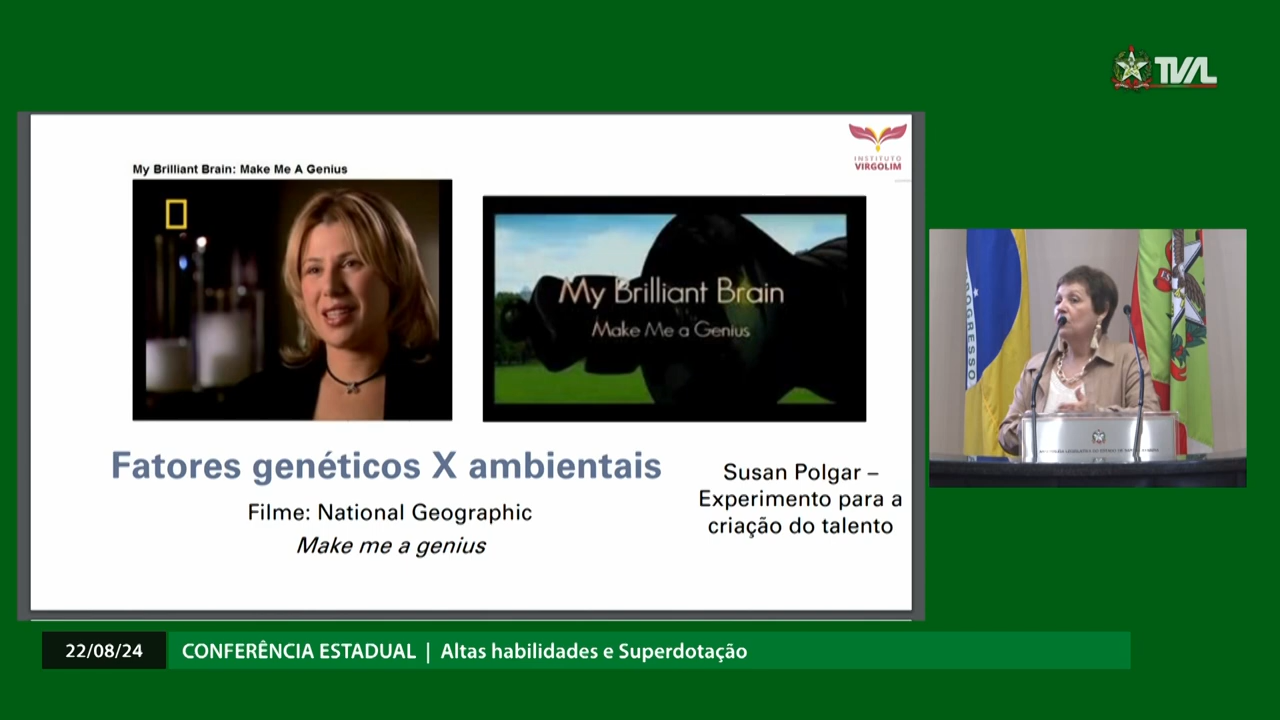 TVAL
INSTITUTO
VIRGOLIM
My Brilliant Brain: Make Me A Genius
My Brilliant Brain
Make Me a Genius
Fatores genéticos X ambientais
Filme: National Geographic
Make me a genius
Susan Polgar –
Experimento para a
criação do talento
PROGRESSO
22/08/24
CONFERÊNCIA ESTADUAL | Altas habilidades e Superdotação